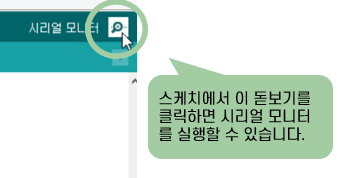 시리얼 모니터
스케치에서 이 돋보기를
클릭하면 시리얼 모니터
를 실행할 수 있습니다.